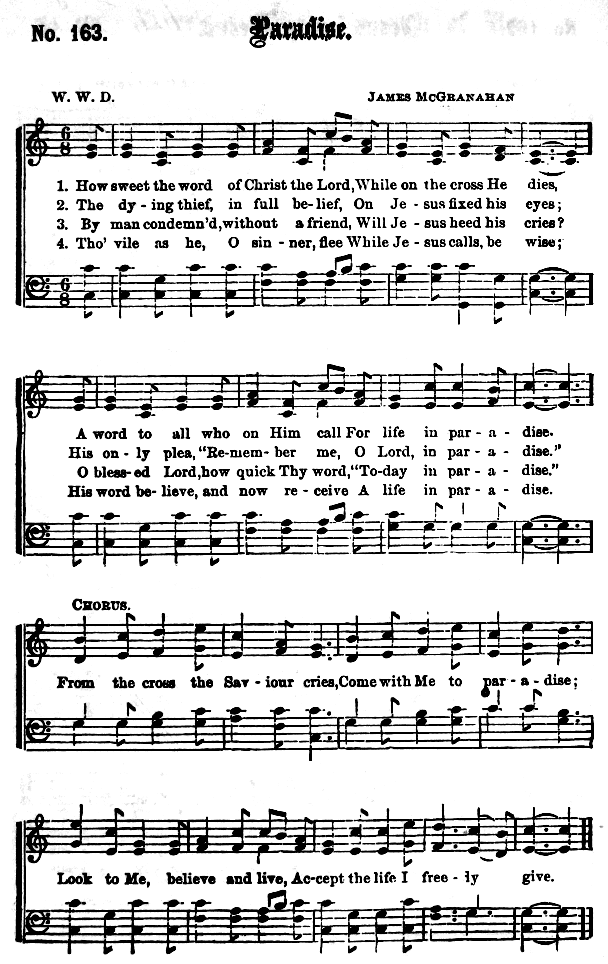 No. 163.
Paradise.
W. W. D.
JAMES MCGRANAHAN
1. How sweet the word of Christ the Lord, While on the cross He dies,
2. The dy - ing thief, in full be - lief, On Je - sus fixed his eyes;
3. By man condemn'd, without a friend, Will Jesus heed his cries?
4. Tho' vile as he, O sin - ner, flee While Je - sus calls, be wise;
A word to all who on Him call For life in par - a - dise.
His on - ly plea, "Re-mem - ber me, O Lord, in par - a - dise."
O bless-ed Lord, how quick Thy word, "To-day in par - a - dise."
His word be - lieve, and now re - ceive A life in par - a - dise.
CHORUS.
From the cross the Sav - iour cries, Come with Me to par - a - dise;
Look to Me, believe and live, Ac-cept the life I free - ly give.